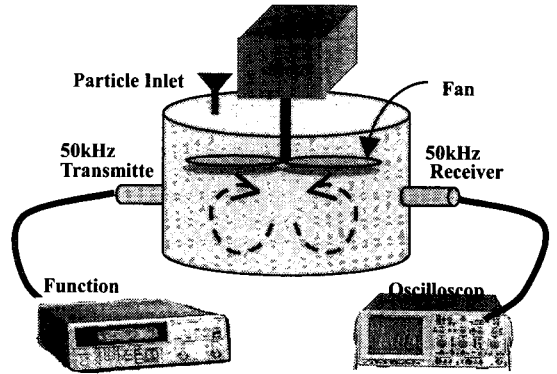 Particle Inlet
Fan
50kHz
Transmitte
50kHz
Receiver
Function
Oscilloscop